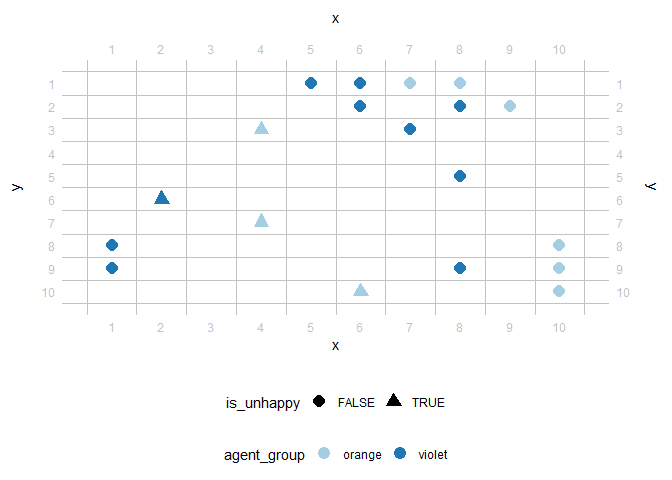 x
1 2 3 4 5 6 7 8 9 10
y
1 1
2 2
3 3
4 4
5 5
6 6
7 7
8 8
9 9
10 10
y
1 2 3 4 5 6 7 8 9 10
x
is_unhappy FALSE TRUE
agent_group orange violet